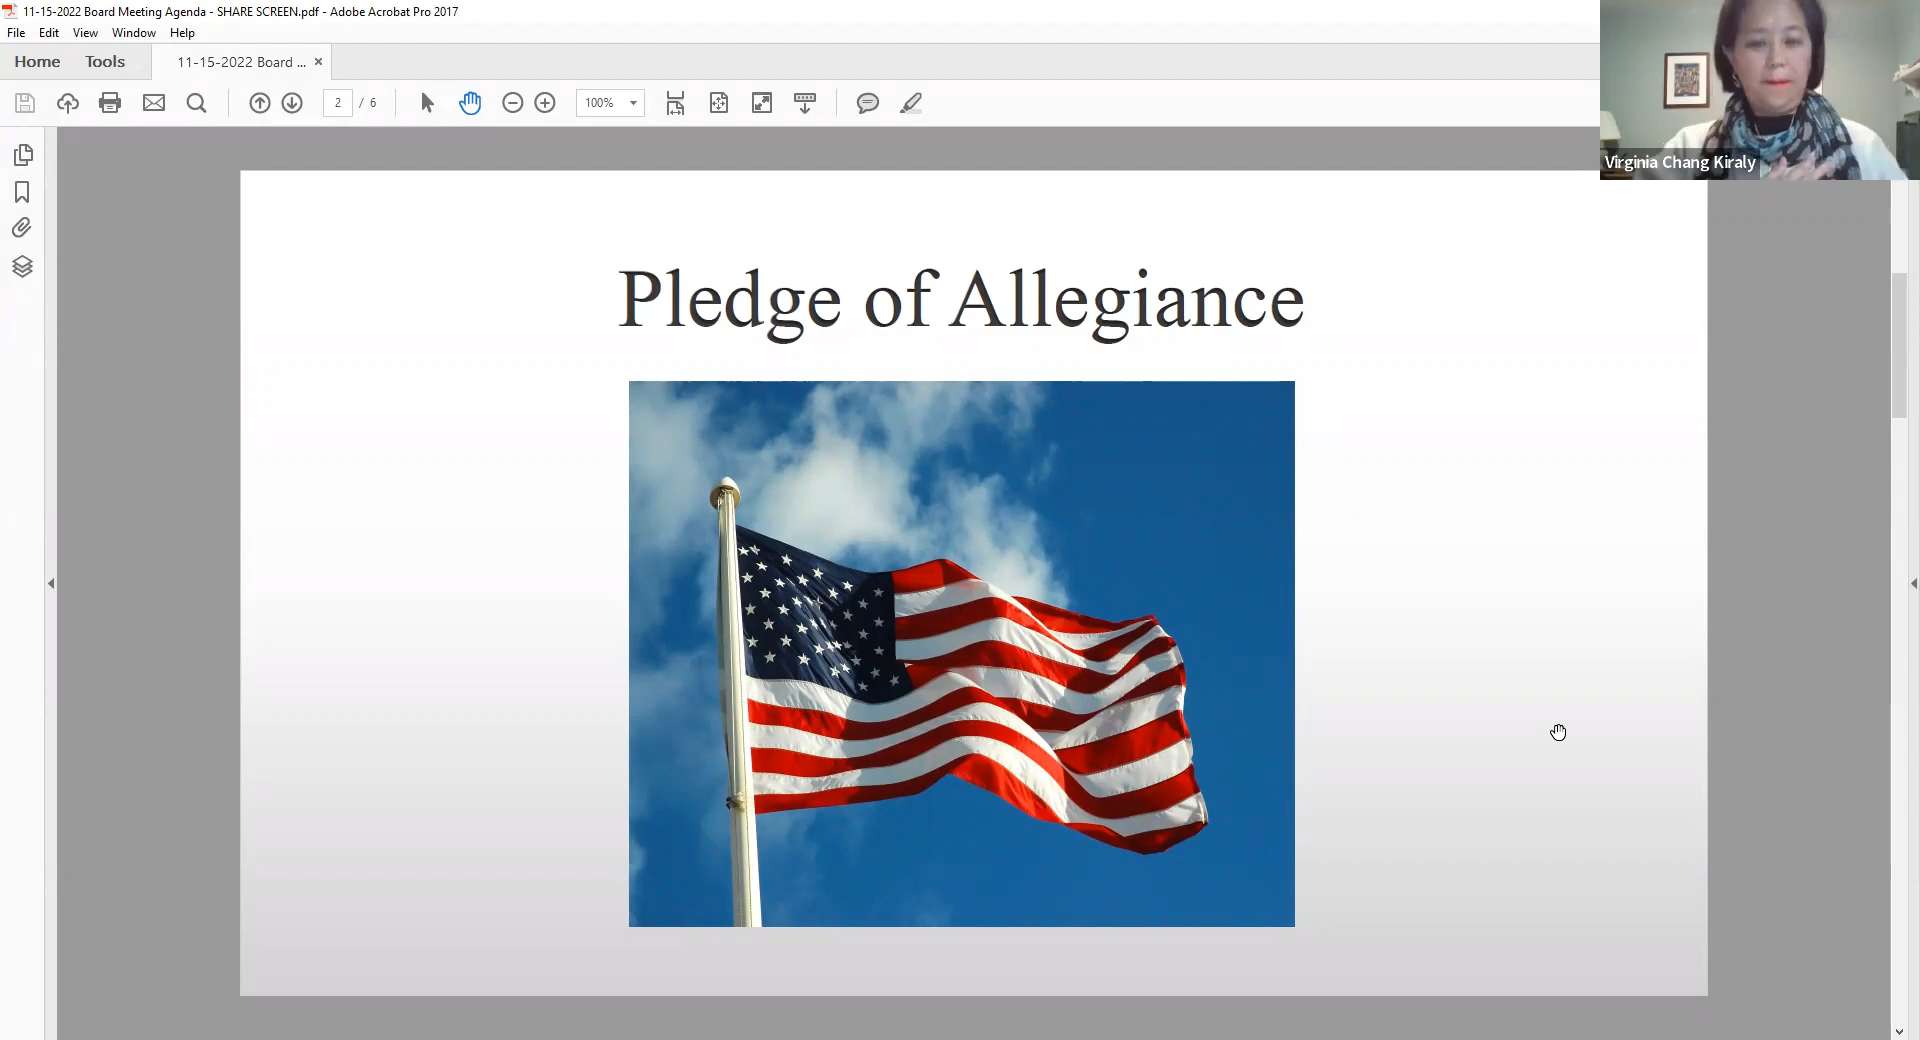 11-15-2022 Board Meeting Agenda - SHARE SCREEN.pdf - Adobe Acrobat Pro 2017
File Edit View Window Help
Home Tools 11-15-2022 Board ... ×
2 / 6 100%
Virginia Chang Kiraly
Pledge of Allegiance